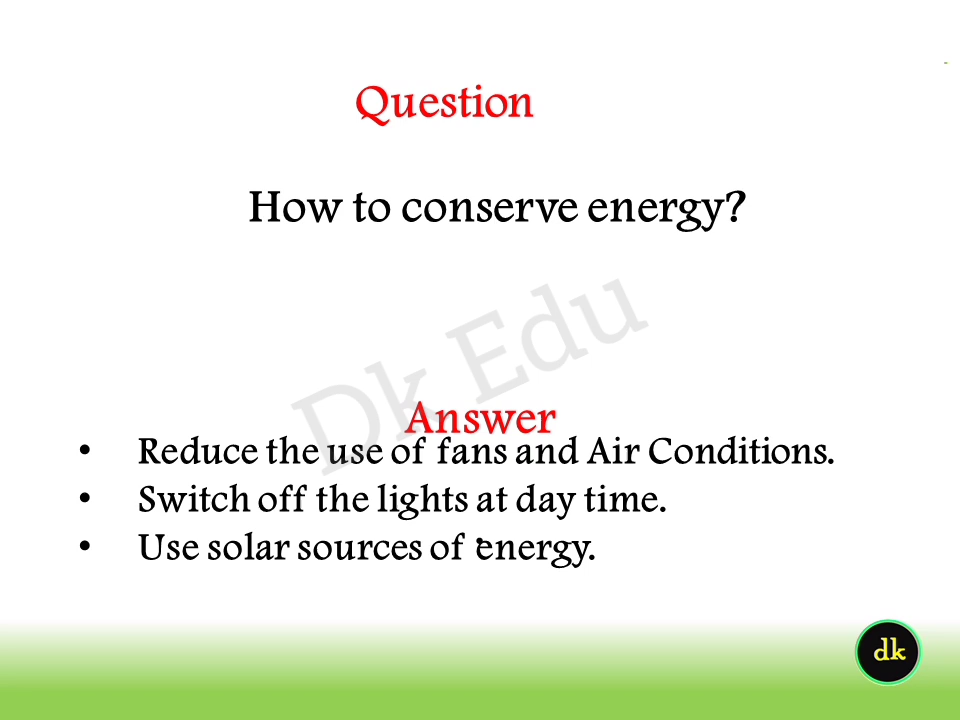 Question
How to conserve energy?
Dk Edu
Answer
• Reduce the use of fans and Air Conditions.
• Switch off the lights at day time.
• Use solar sources of energy.
dk